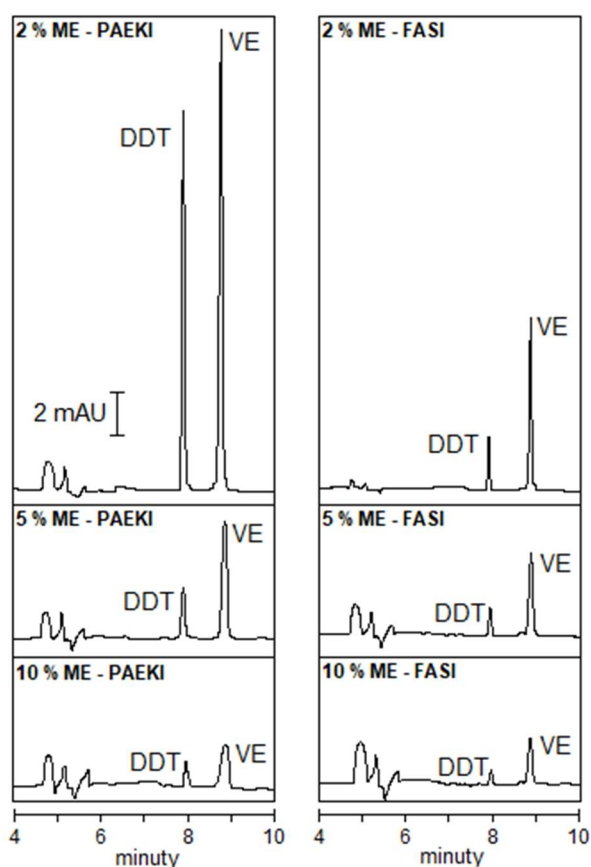 2 % ME - PAEKI
VE
DDT
2 mAU
5 % ME - PAEKI
VE
DDT
10 % ME - PAEKI
DDT
VE
4 6 8 10
minuty
2 % ME - FASI
VE
DDT
5 % ME - FASI
VE
DDT
10 % ME - FASI
VE
DDT
4 6 8 10
minuty